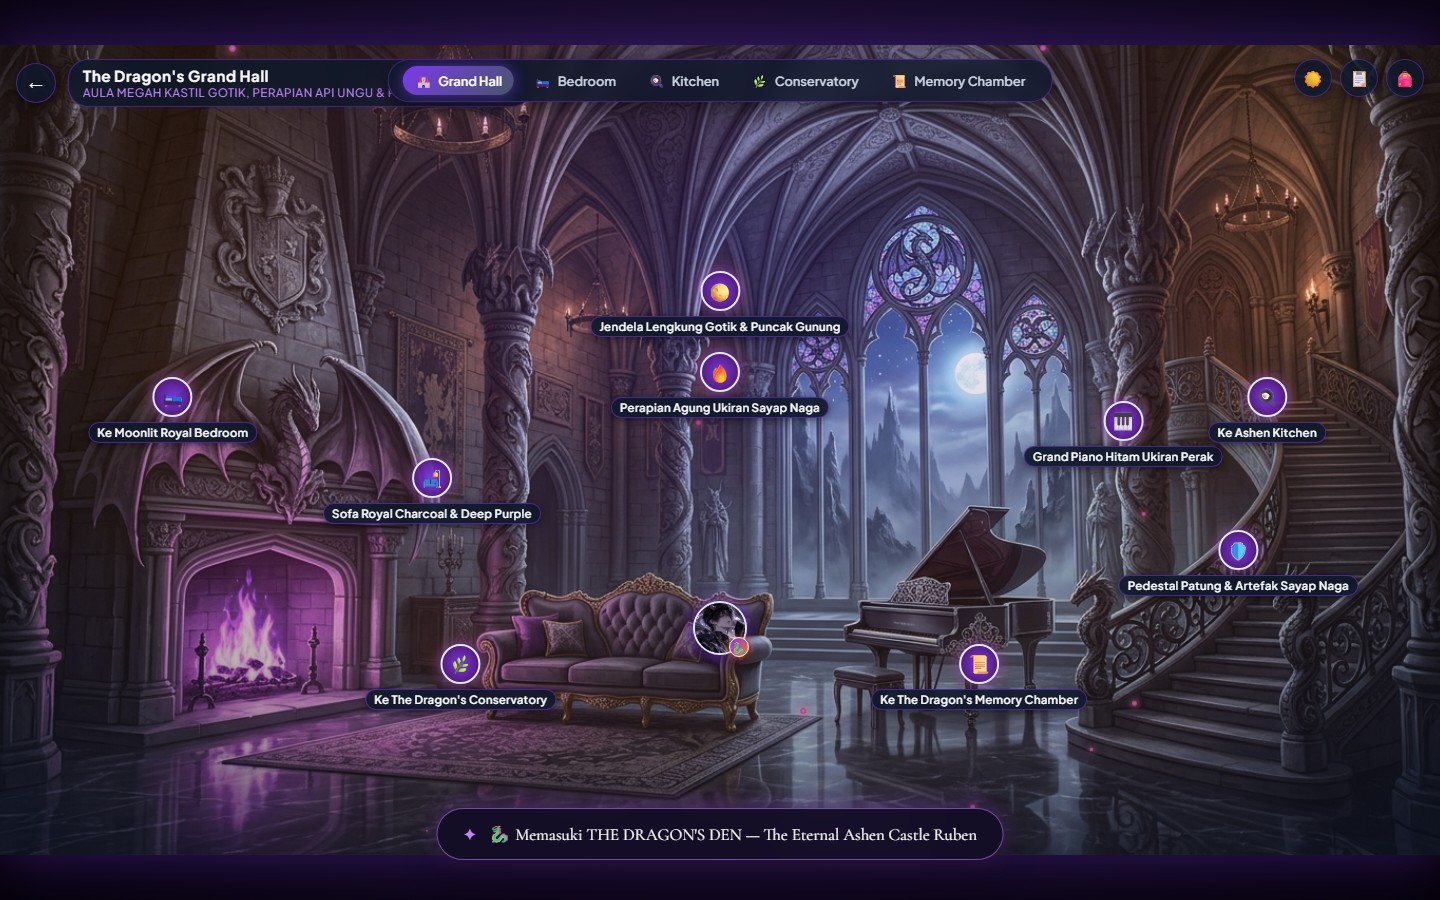 ←
The Dragon's Grand Hall
AULA MEGAH KASTIL GOTIK, PERAPIAN API UNGU &
Grand Hall
Bedroom
Kitchen
Conservatory
Memory Chamber
Jendela Lengkung Gotik & Puncak Gunung
Perapian Agung Ukiran Sayap Naga
Ke Moonlit Royal Bedroom
Ke Ashen Kitchen
Grand Piano Hitam Ukiran Perak
Sofa Royal Charcoal & Deep Purple
Pedestal Patung & Artefak Sayap Naga
Ke The Dragon's Conservatory
Ke The Dragon's Memory Chamber
Memasuki THE DRAGON'S DEN — The Eternal Ashen Castle Ruben